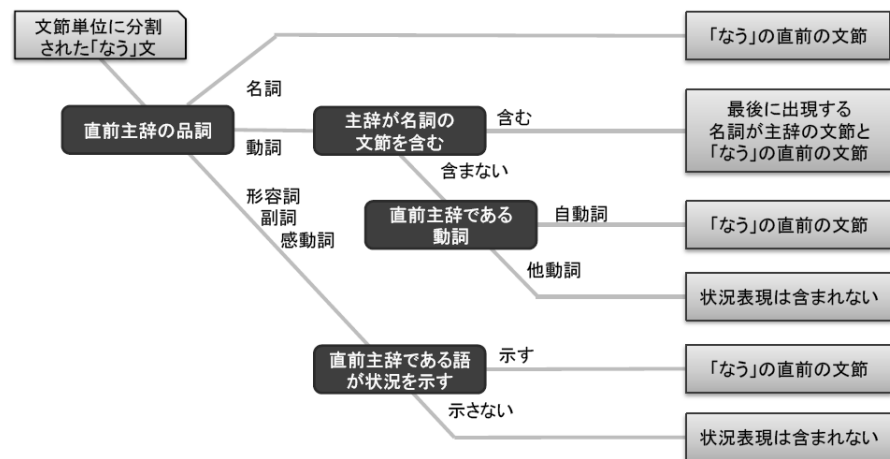 文節単位に分割
された「なう」文
「なう」の直前の文節
名詞
直前主辞の品詞
動詞
主辞が名詞の
文節を含む
含む
最後に出現する
名詞が主辞の文節と
「なう」の直前の文節
含まない
形容詞
副詞
感動詞
直前主辞である
動詞
自動詞
「なう」の直前の文節
他動詞
状況表現は含まれない
直前主辞である語
が状況を示す
示す
「なう」の直前の文節
示さない
状況表現は含まれない